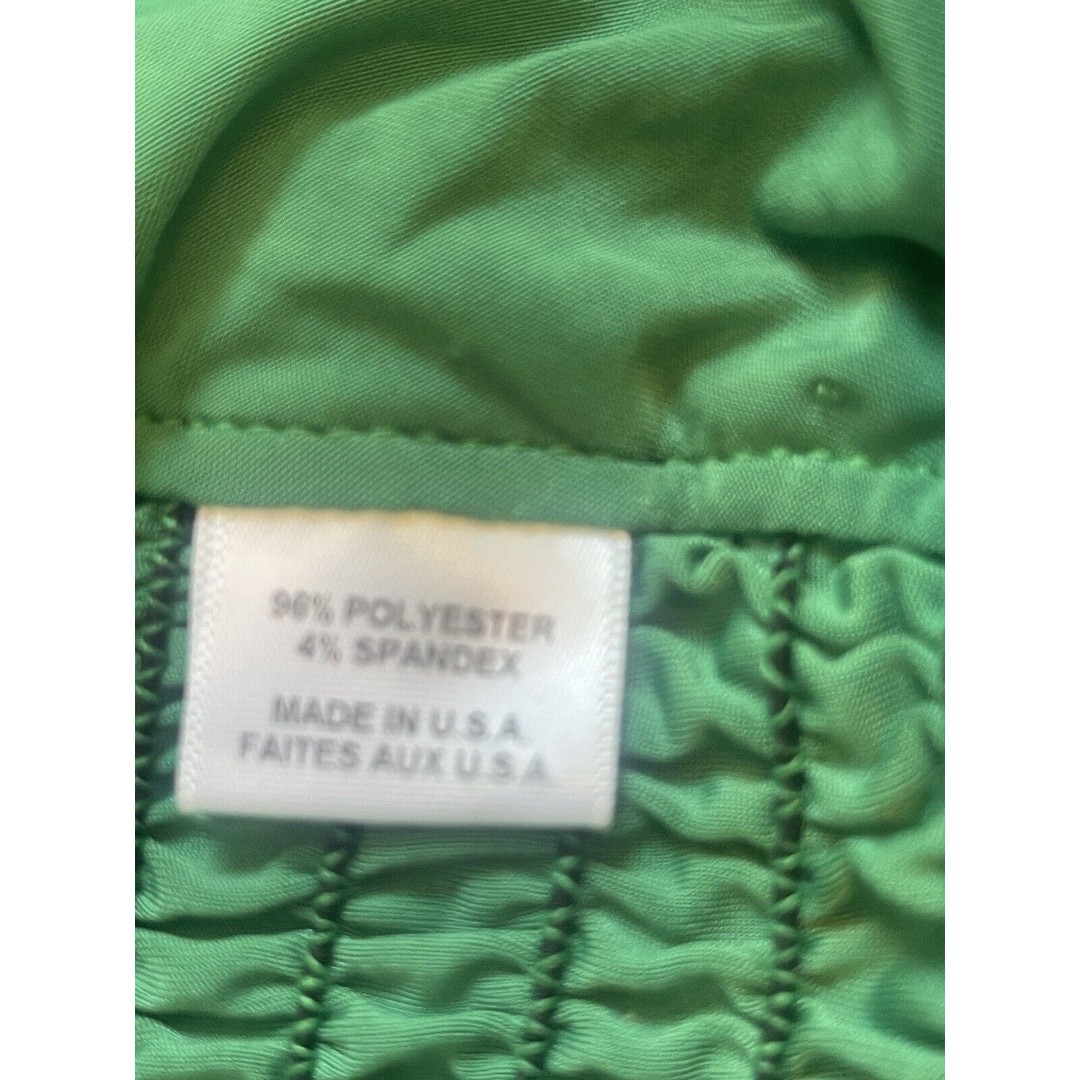 96% POLYESTER
4% SPANDEX
MADE IN U.S.A.
FAITES AUX U.S.A.